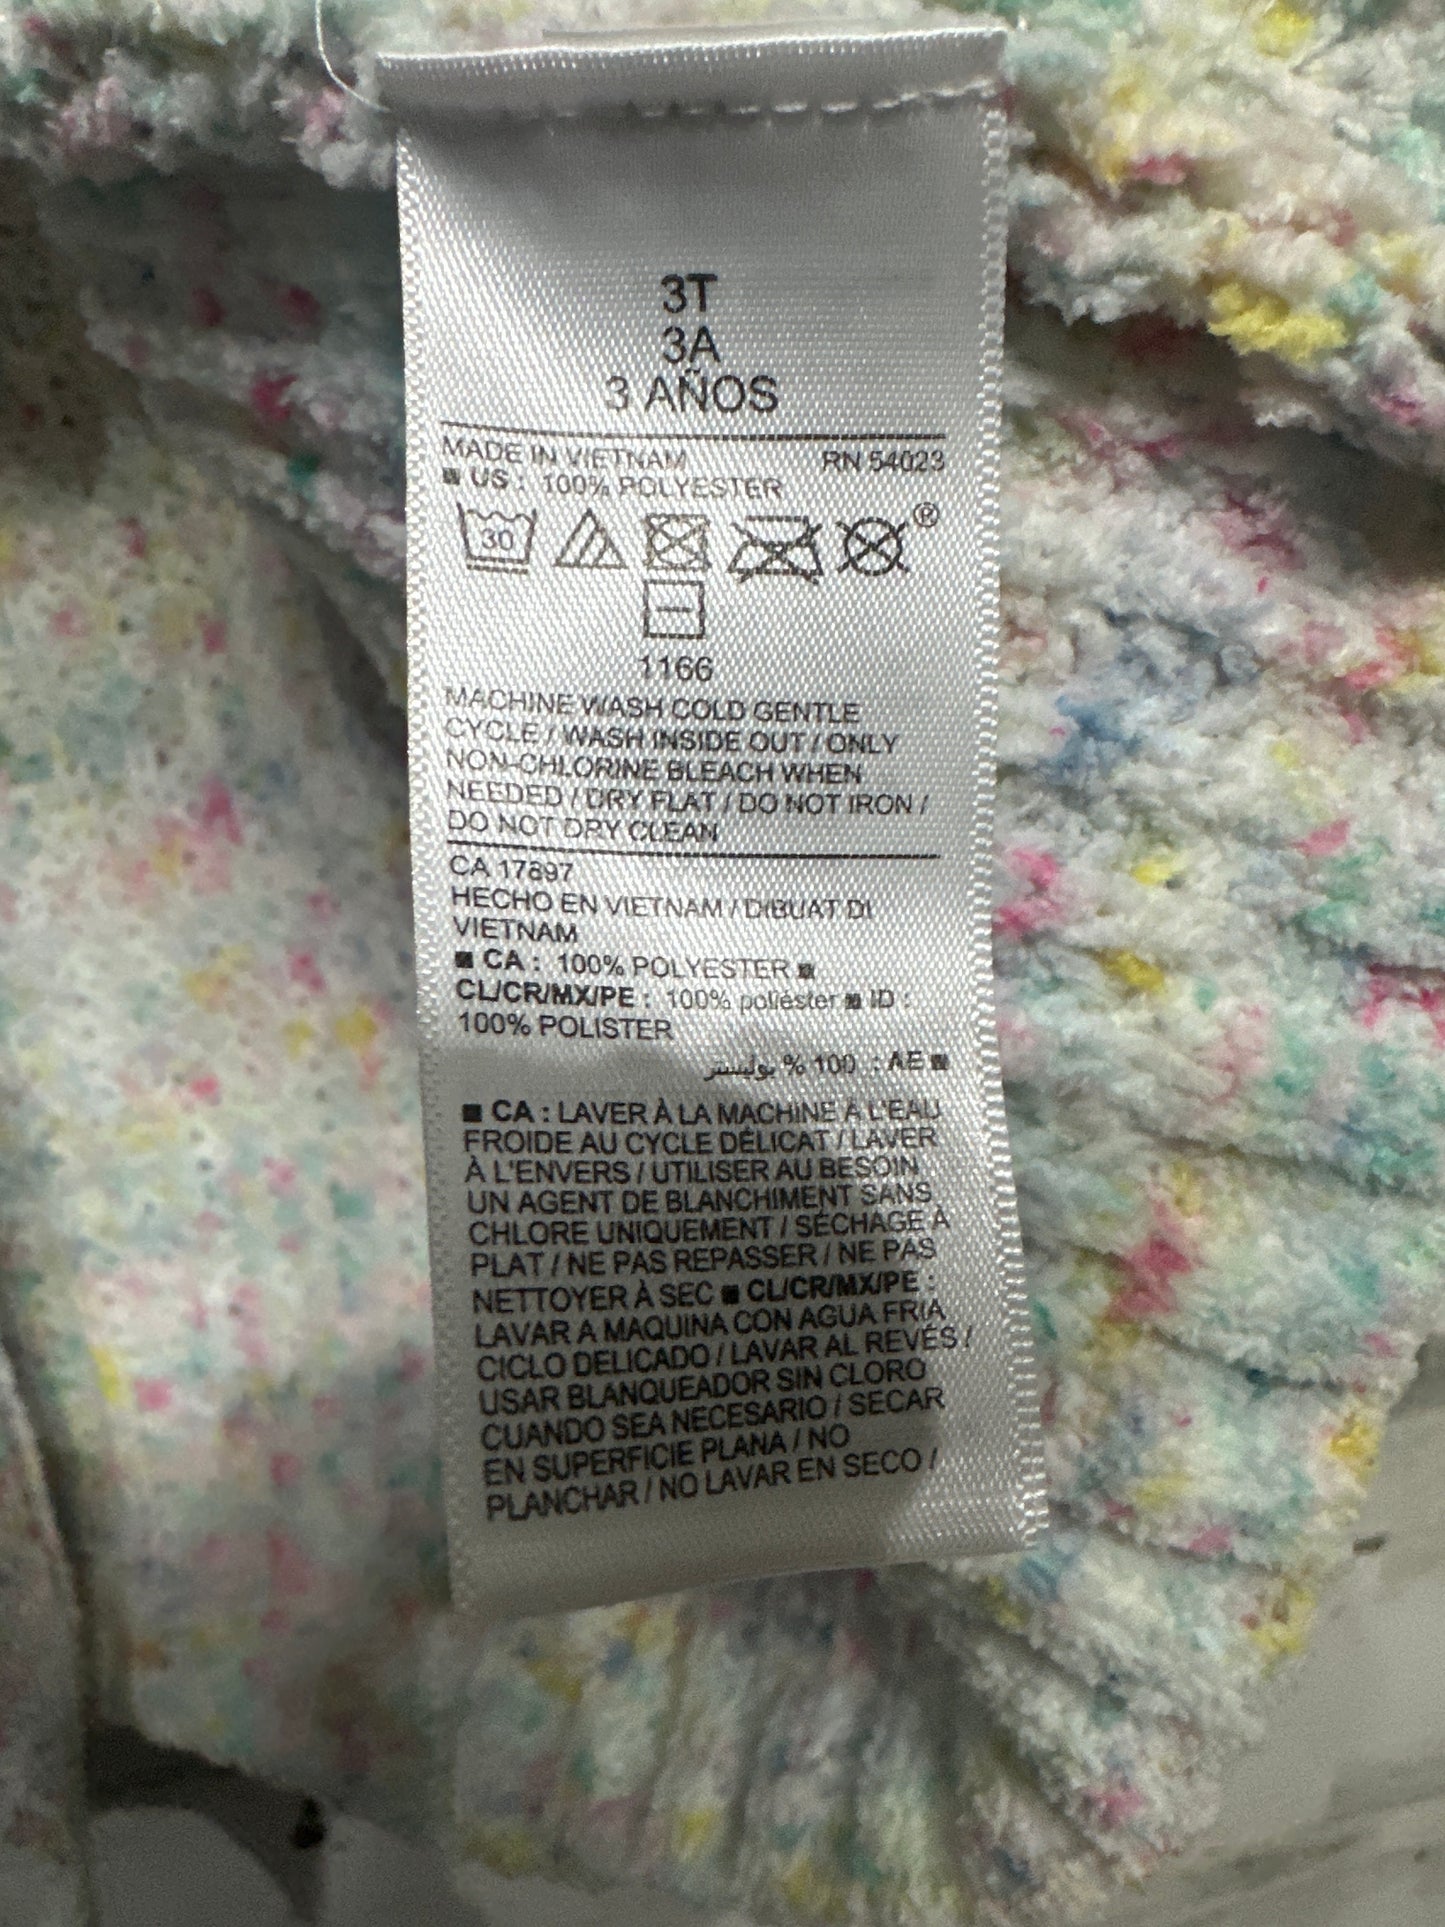 3T
3A
3 AÑOS
MADE IN VIETNAM RN 54023
■ US : 100% POLYESTER
30 ®
1166
MACHINE WASH COLD GENTLE
CYCLE / WASH INSIDE OUT / ONLY
NON-CHLORINE BLEACH WHEN
NEEDED / DRY FLAT / DO NOT IRON /
DO NOT DRY CLEAN
CA 17897
HECHO EN VIETNAM / DIBUAT DI
VIETNAM
■ CA : 100% POLYESTER ■
CL/CR/MX/PE : 100% poliéster ■ ID :
100% POLISTER
■ AE : 100 % بوليستر
■ CA : LAVER À LA MACHINE À L'EAU
FROIDE AU CYCLE DÉLICAT / LAVER
À L'ENVERS / UTILISER AU BESOIN
UN AGENT DE BLANCHIMENT SANS
CHLORE UNIQUEMENT / SÉCHAGE À
PLAT / NE PAS REPASSER / NE PAS
NETTOYER À SEC ■ CL/CR/MX/PE :
LAVAR A MAQUINA CON AGUA FRIA
CICLO DELICADO / LAVAR AL REVÉS /
USAR BLANQUEADOR SIN CLORO
CUANDO SEA NECESARIO / SECAR
EN SUPERFICIE PLANA / NO
PLANCHAR / NO LAVAR EN SECO /